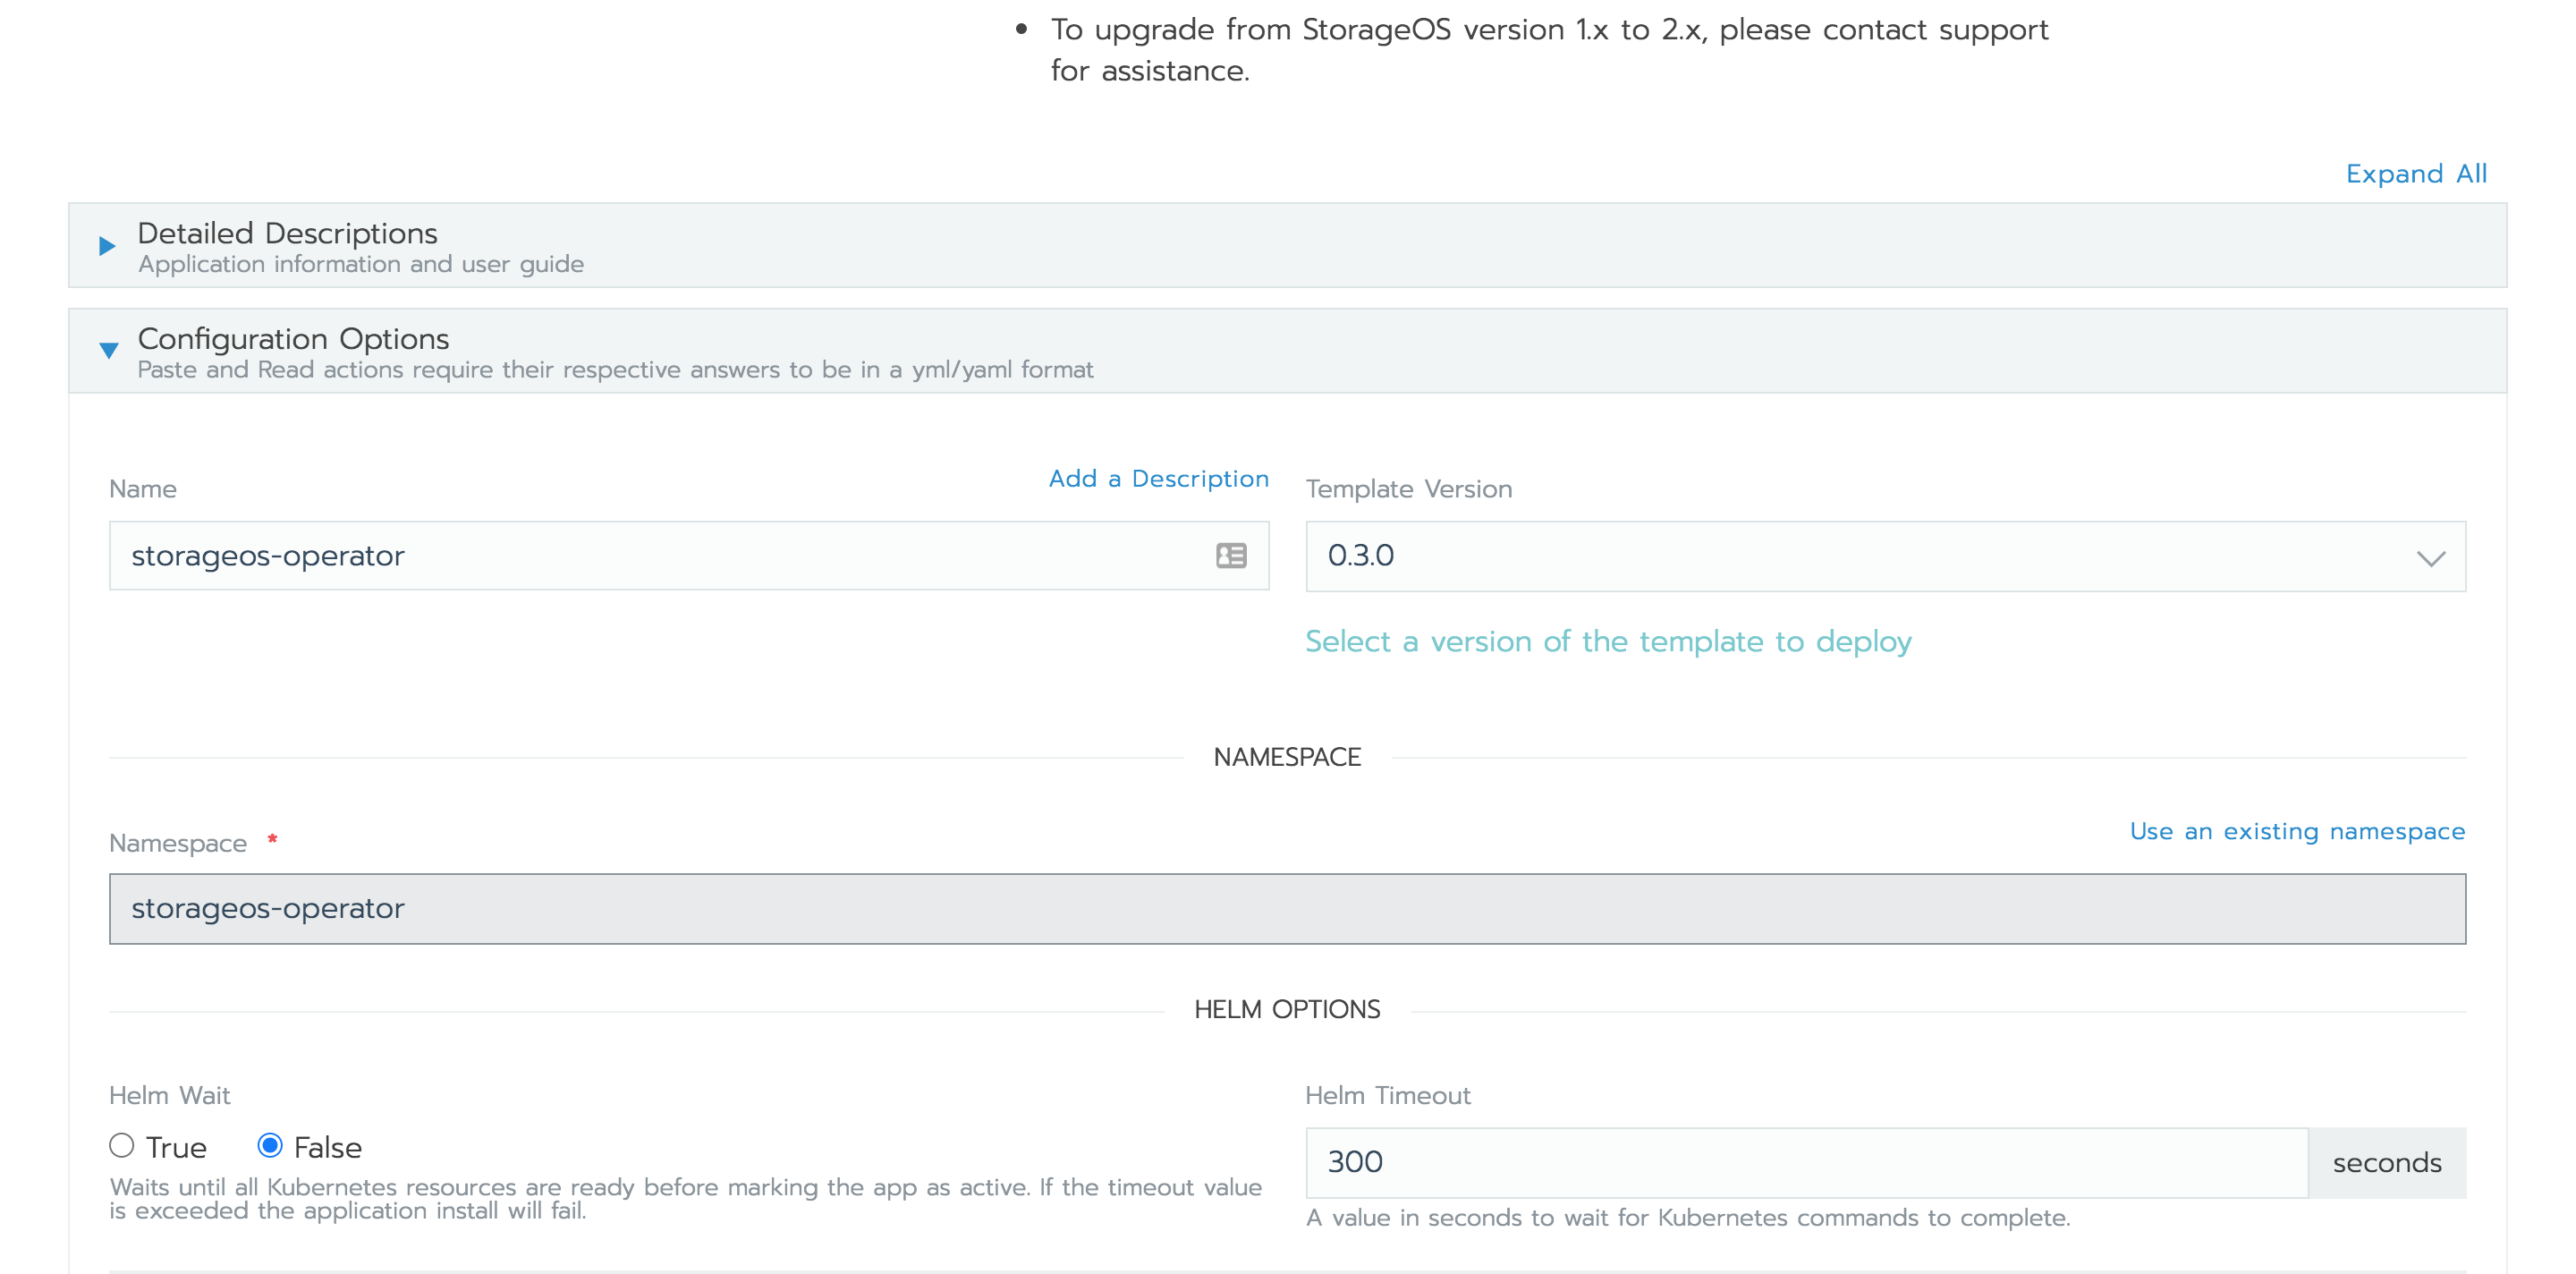 To upgrade from StorageOS version 1.x to 2.x, please contact support
for assistance.
Expand All
Detailed Descriptions
Application information and user guide
Configuration Options
Paste and Read actions require their respective answers to be in a yml/yaml format
Name
Add a Description
storageos-operator
Template Version
0.3.0
Select a version of the template to deploy
NAMESPACE
Namespace *
Use an existing namespace
storageos-operator
HELM OPTIONS
Helm Wait
True False
Waits until all Kubernetes resources are ready before marking the app as active. If the timeout value
is exceeded the application install will fail.
Helm Timeout
300 seconds
A value in seconds to wait for Kubernetes commands to complete.